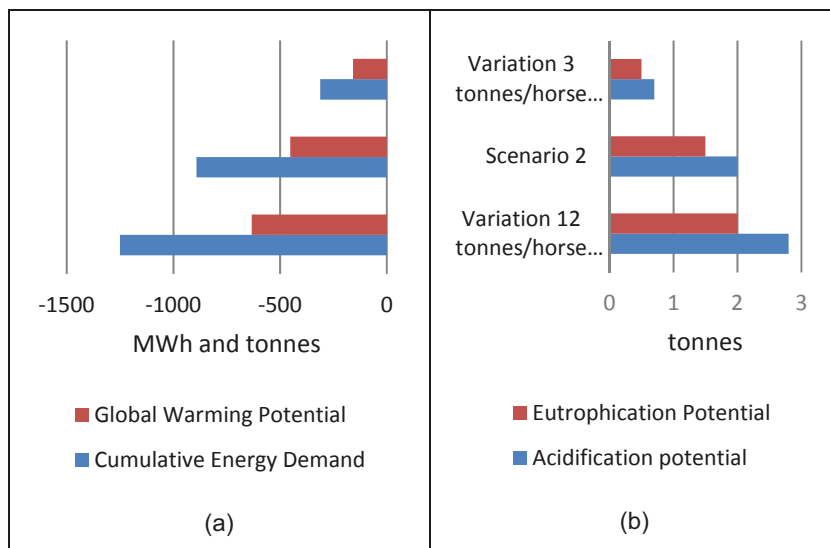 -1500 -1000 -500 0
MWh and tonnes
Global Warming Potential
Cumulative Energy Demand
(a)
Variation 3
tonnes/horse...
Scenario 2
Variation 12
tonnes/horse...
0 1 2 3
tonnes
Eutrophication Potential
Acidification potential
(b)